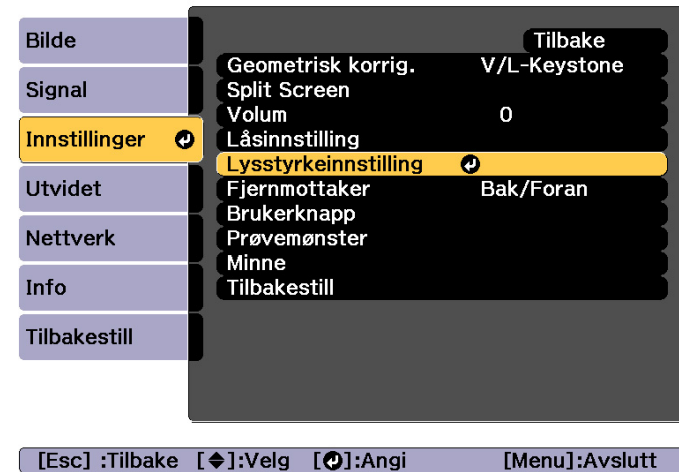 Bilde
Signal
Innstillinger
Utvidet
Nettverk
Info
Tilbakestill
Tilbake
Geometrisk korrig. V/L-Keystone
Split Screen
Volum 0
Låsinnstilling
Lysstyrkeinnstilling
Fjernmottaker Bak/Foran
Brukerknapp
Prøvemønster
Minne
Tilbakestill
[Esc] :Tilbake [◆]:Velg [↵]:Angi [Menu]:Avslutt